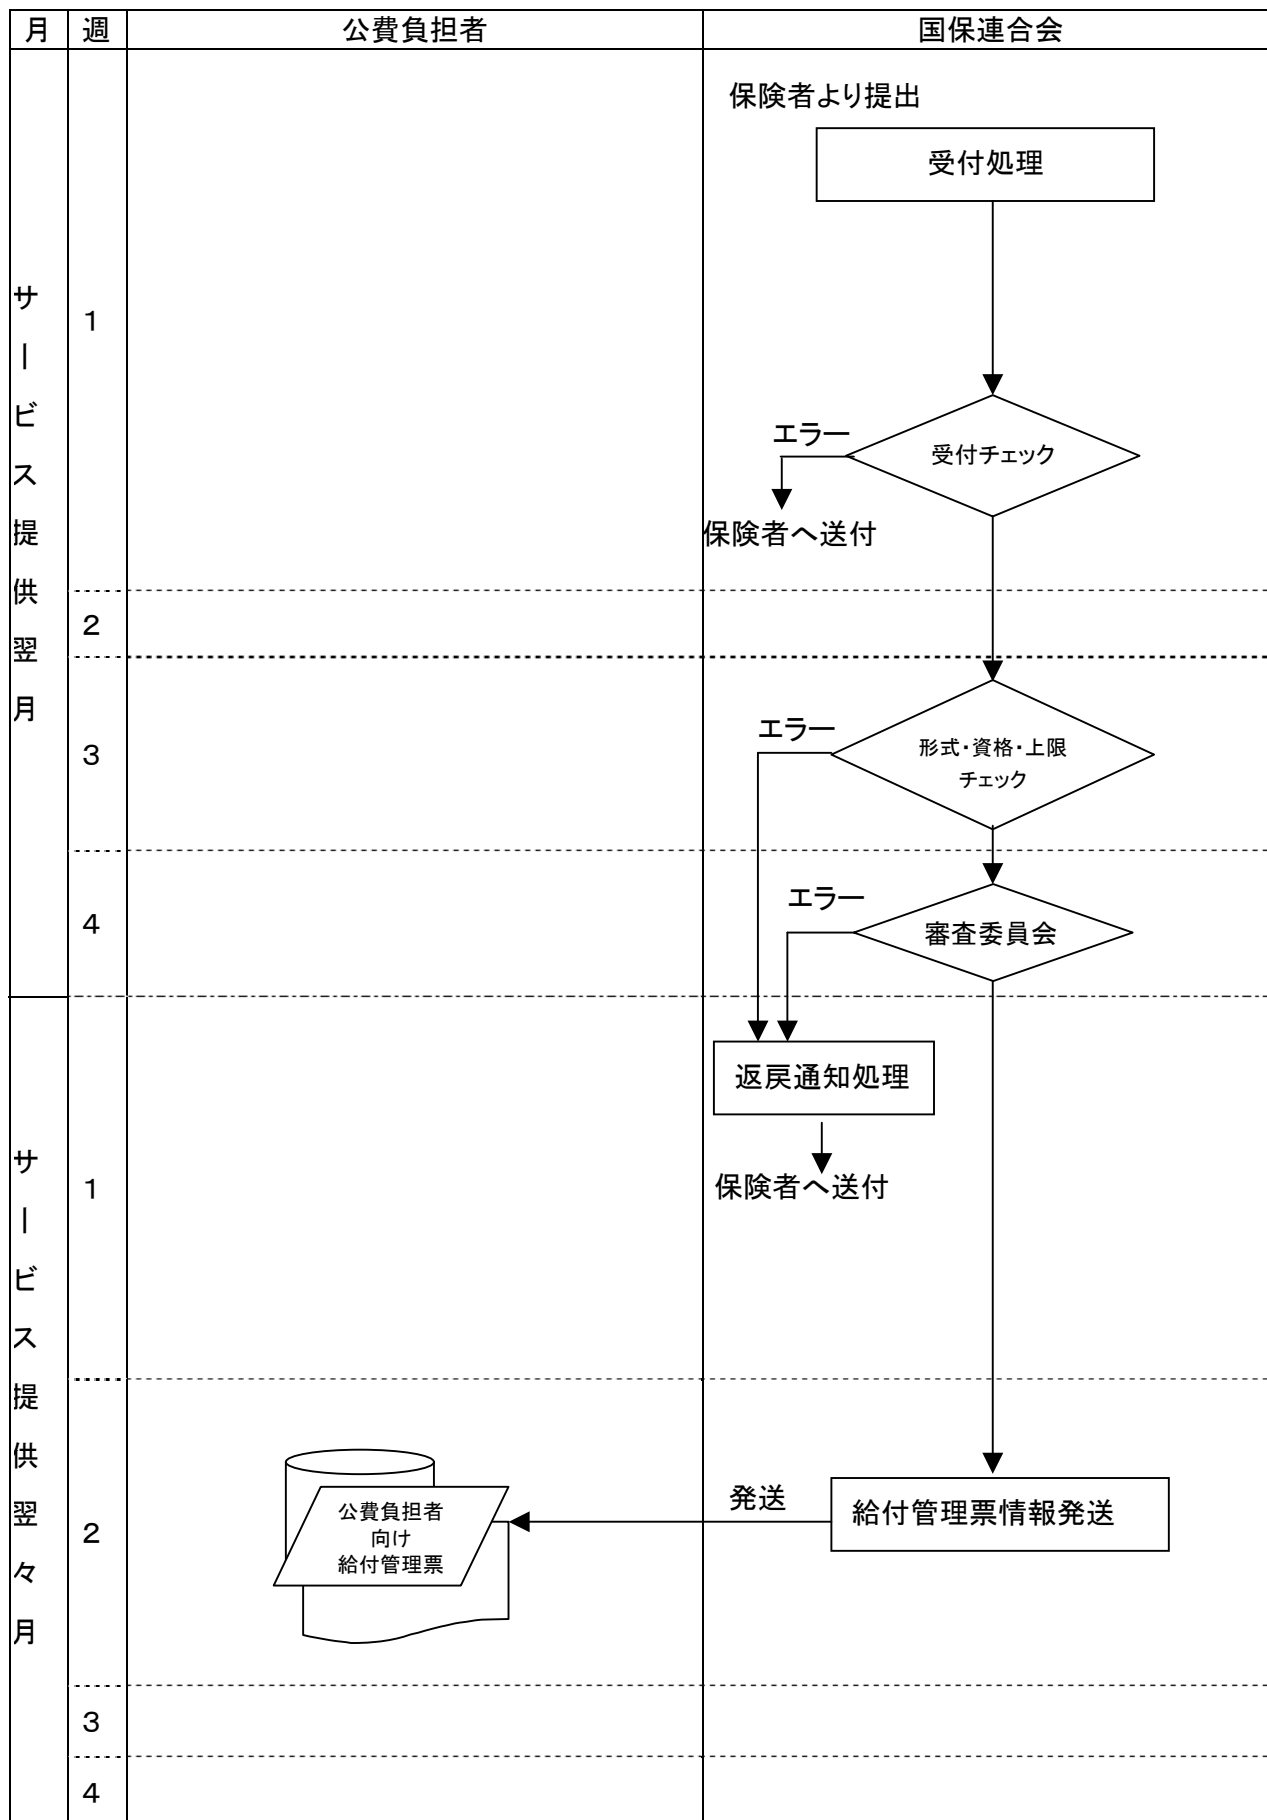 月 週 公費負担者 国保連合会
保険者より提出
受付処理
サービス提供翌月
1
エラー
受付チェック
保険者へ送付
2
エラー
3
形式・資格・上限
チェック
エラー
4
審査委員会
返戻通知処理
サービス提供翌々月
1
保険者へ送付
2
公費負担者
向け
給付管理票
発送
給付管理票情報発送
3
4